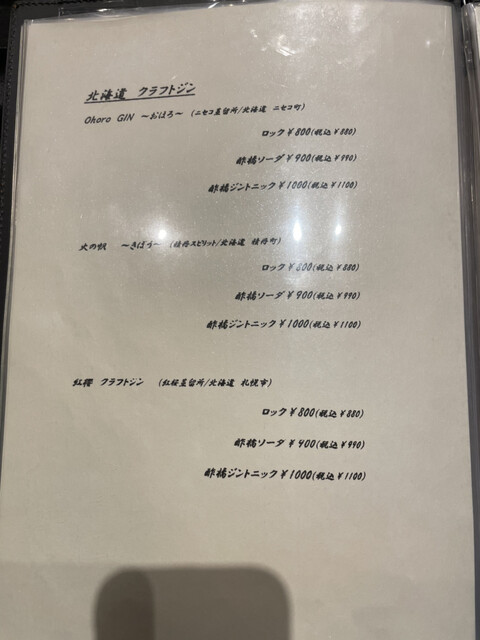 北海道 クラフトジン
Ohoro GIN ～おほろ～ (ニセコ蒸留所/北海道 ニセコ町)
ロック￥800(税込￥880)
酢橘ソーダ￥900(税込￥990)
酢橘ジントニック￥1000(税込￥1100)
火の帆 ～きぼう～ (積丹スピリット/北海道 積丹町)
ロック￥800(税込￥880)
酢橘ソーダ￥900(税込￥990)
酢橘ジントニック￥1000(税込￥1100)
紅櫻 クラフトジン (紅桜蒸留所/北海道 札幌市)
ロック￥800(税込￥880)
酢橘ソーダ￥900(税込￥990)
酢橘ジントニック￥1000(税込￥1100)